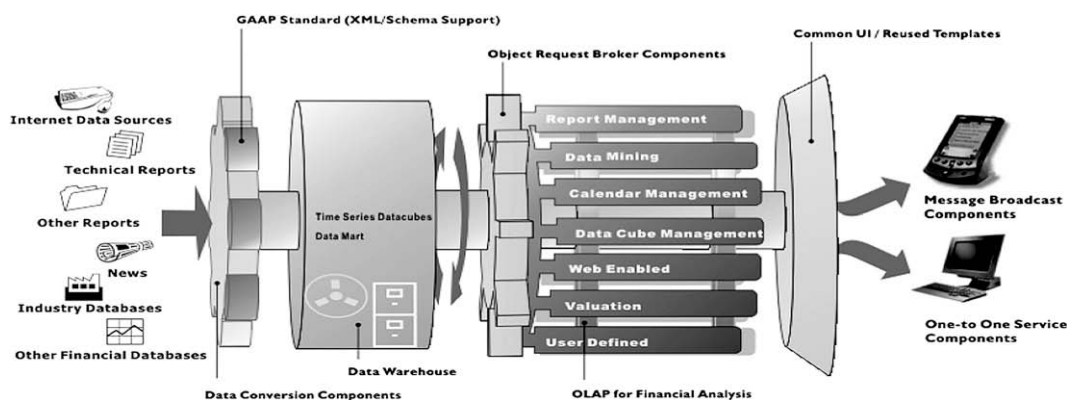 GAAP Standard (XML/Schema Support)
Object Request Broker Components
Common UI / Reused Templates
Internet Data Sources
Technical Reports
Other Reports
News
Industry Databases
Other Financial Databases
Time Series Datacubes
Data Mart
Data Warehouse
Data Conversion Components
Report Management
Data Mining
Calendar Management
Data Cube Management
Web Enabled
Valuation
User Defined
OLAP for Financial Analysis
Message Broadcast
Components
One-to One Service
Components